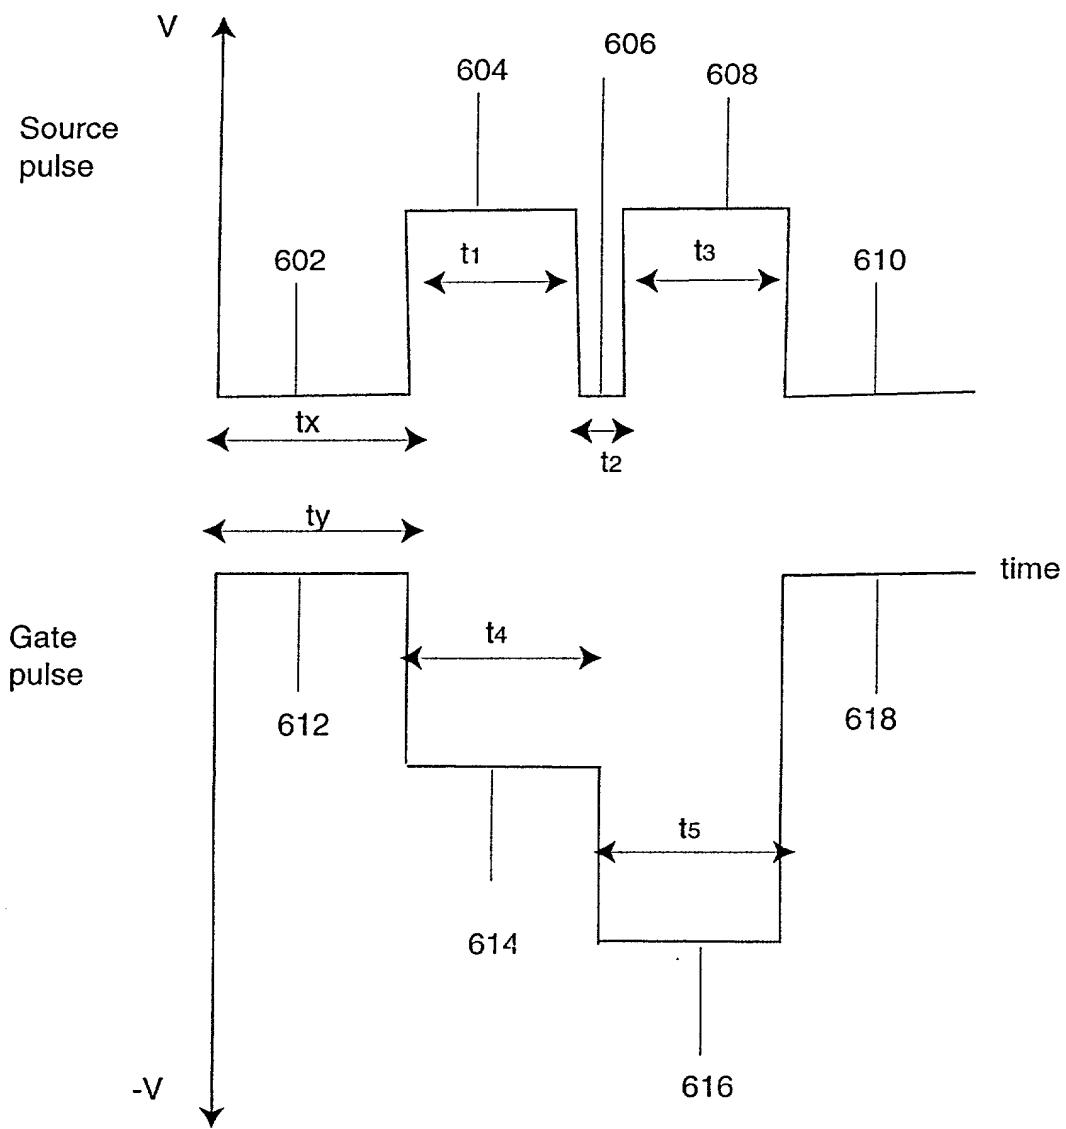 V
606
604
608
Source
pulse
t1
t3
602
610
tx
t2
ty
time
Gate
pulse
t4
612
618
t5
614
616
-V